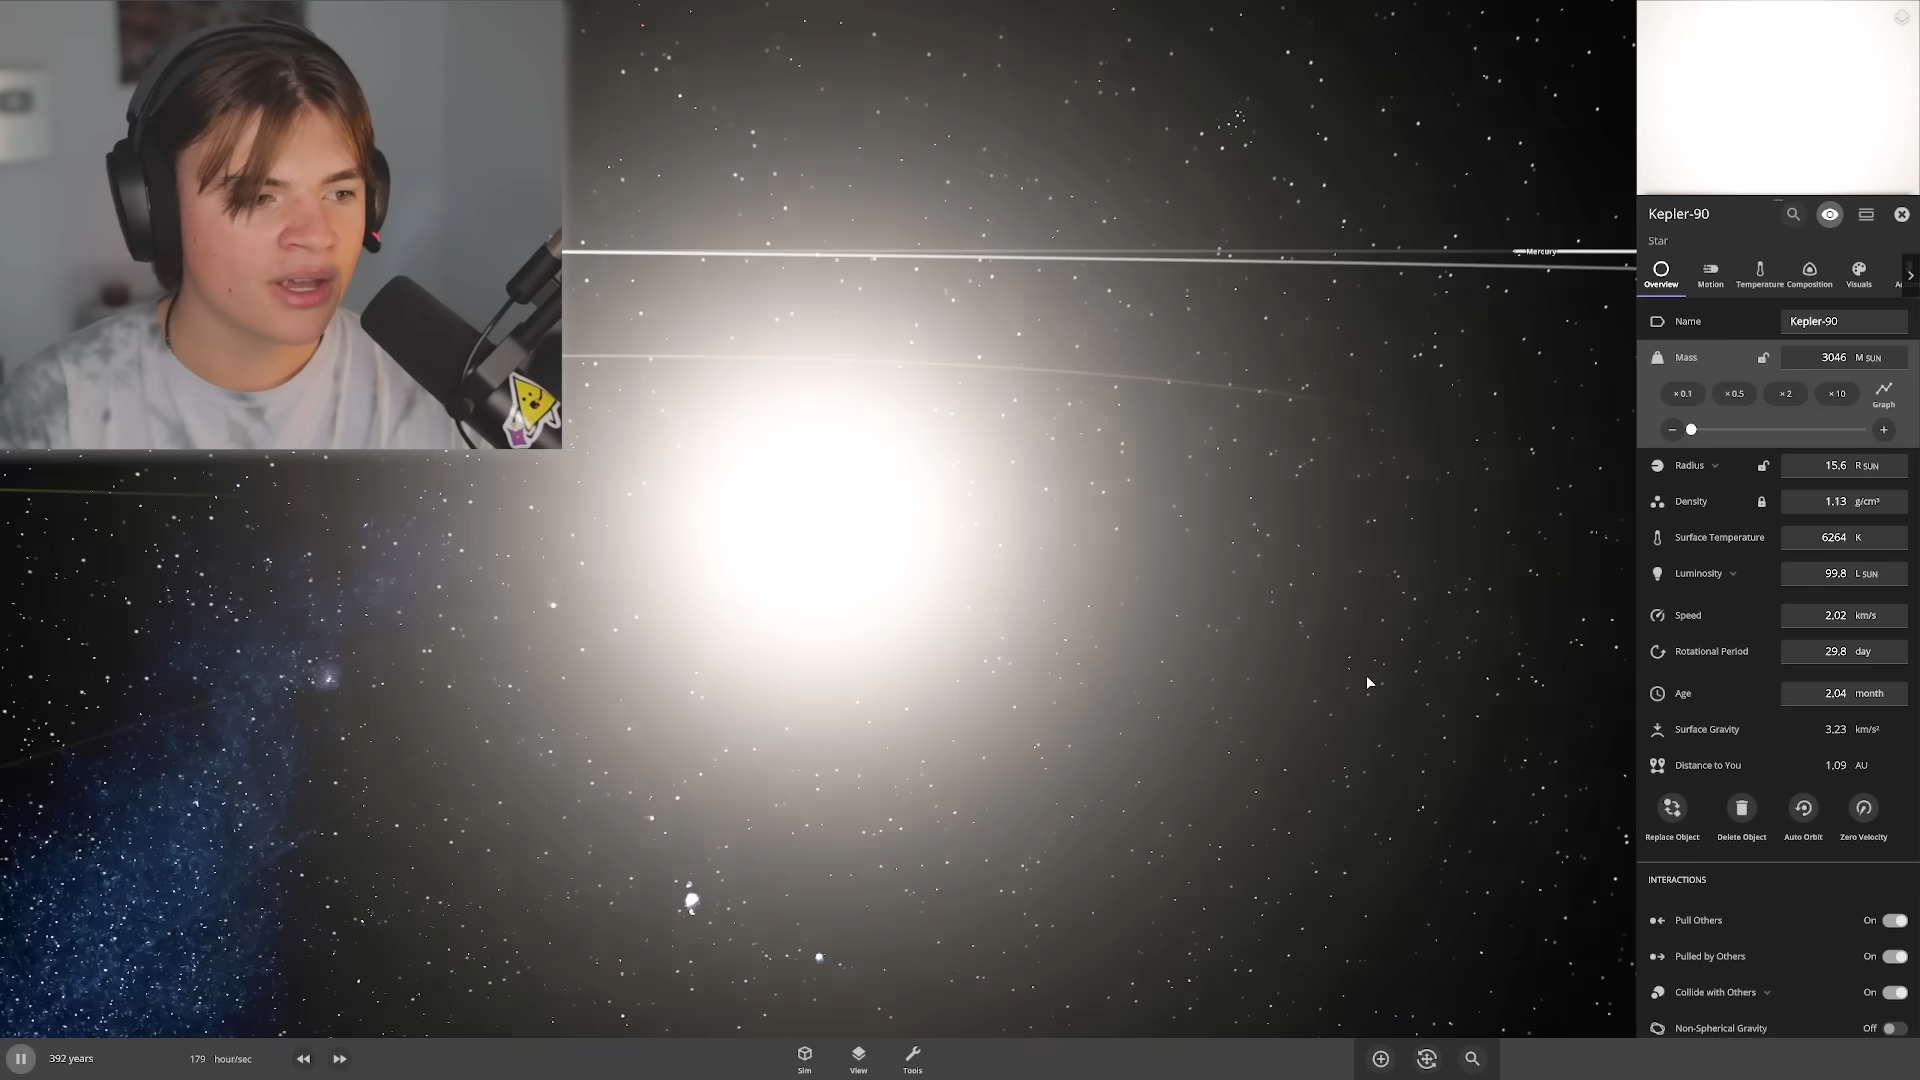 Mercury
Kepler-90
Star
Overview
Motion
Temperature
Composition
Visuals
Name
Kepler-90
Mass
3046 M SUN
× 0.1
× 0.5
× 2
× 10
Graph
Radius
15.6 R SUN
Density
1.13 g/cm³
Surface Temperature
6264 K
Luminosity
99.8 L SUN
Speed
2.02 km/s
Rotational Period
29.8 day
Age
2.04 month
Surface Gravity
3.23 km/s²
Distance to You
1.09 AU
Replace Object
Delete Object
Auto Orbit
Zero Velocity
INTERACTIONS
Pull Others
On
Pulled by Others
On
Collide with Others
On
Non-Spherical Gravity
Off
392 years
179 hour/sec
Sim
View
Tools